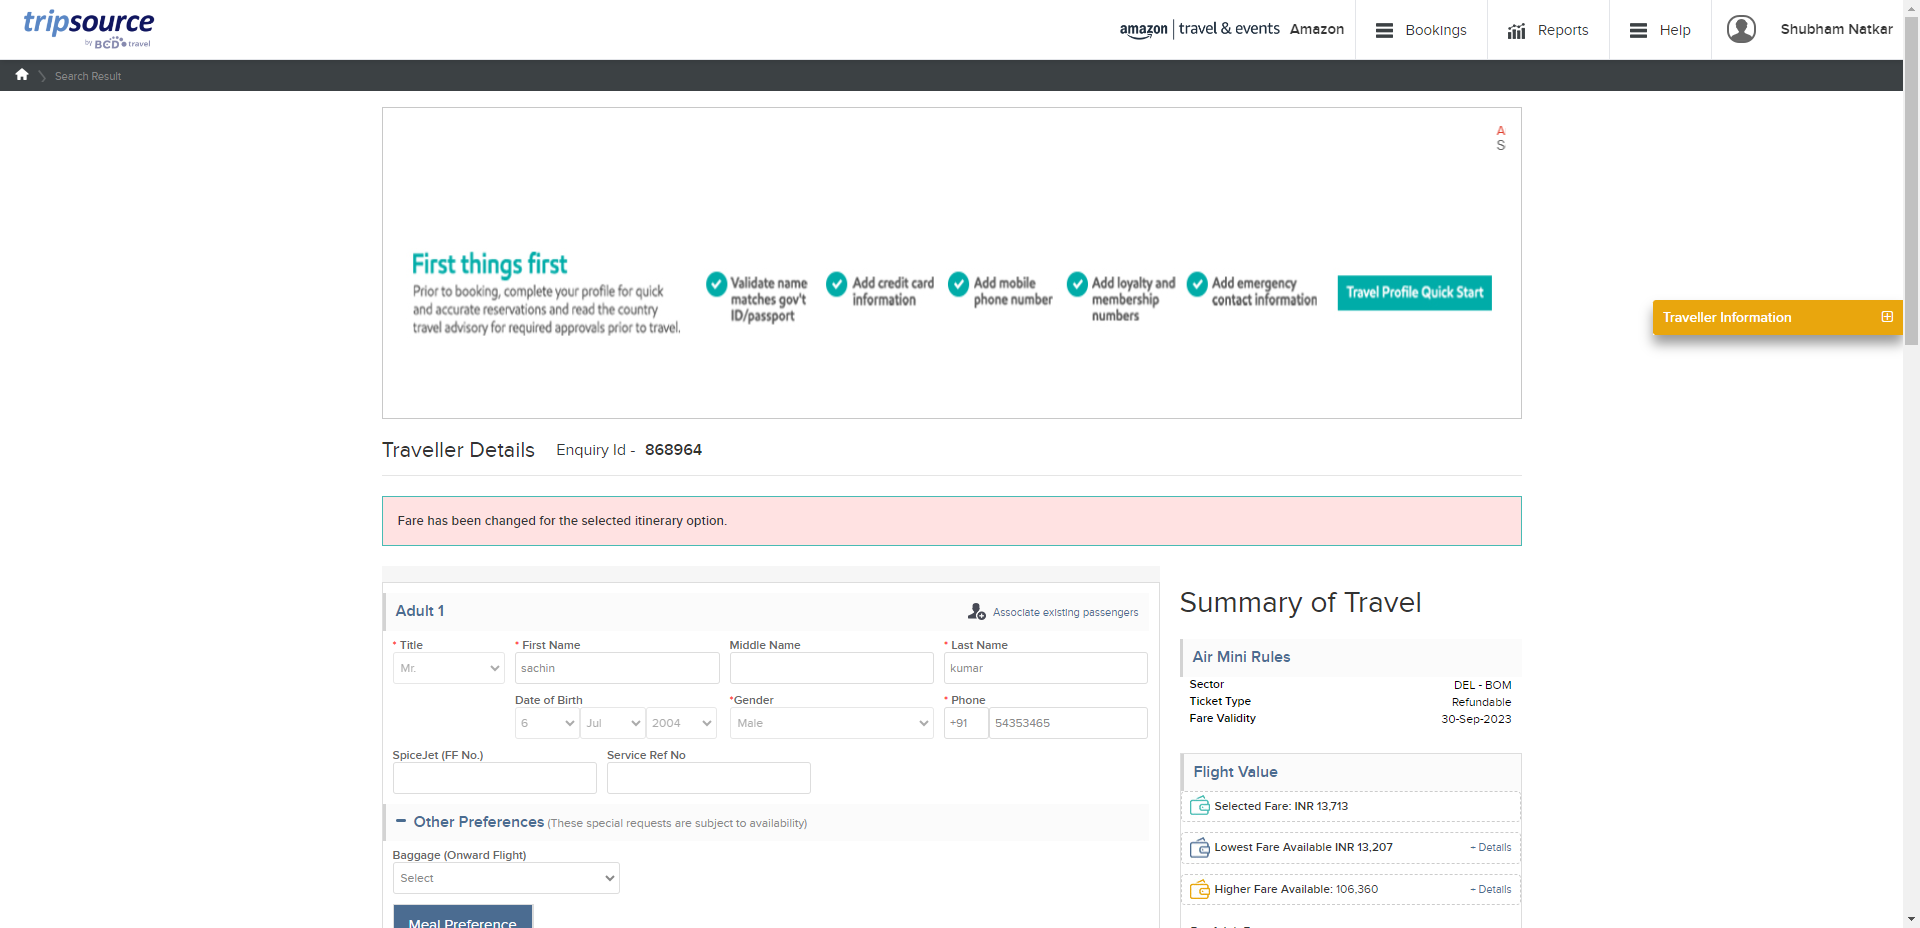 tripsource
by BCD travel
amazon | travel & events Amazon
Bookings
Reports
Help
Shubham Natkar
Search Result
A
S
First things first
Prior to booking, complete your profile for quick
and accurate reservations and read the country
travel advisory for required approvals prior to travel.
Validate name
matches gov't
ID/passport
Add credit card
information
Add mobile
phone number
Add loyalty and
membership
numbers
Add emergency
contact information
Travel Profile Quick Start
Traveller Information
Traveller Details Enquiry Id - 868964
Fare has been changed for the selected itinerary option.
Adult 1
Associate existing passengers
* Title
* First Name
Middle Name
* Last Name
Mr.
sachin
kumar
Date of Birth
*Gender
* Phone
6
Jul
2004
Male
+91
54353465
SpiceJet (FF No.)
Service Ref No
Other Preferences (These special requests are subject to availability)
Baggage (Onward Flight)
Select
Meal Preference
Summary of Travel
Air Mini Rules
Sector DEL - BOM
Ticket Type Refundable
Fare Validity 30-Sep-2023
Flight Value
Selected Fare: INR 13,713
Lowest Fare Available INR 13,207 + Details
Higher Fare Available: 106,360 + Details